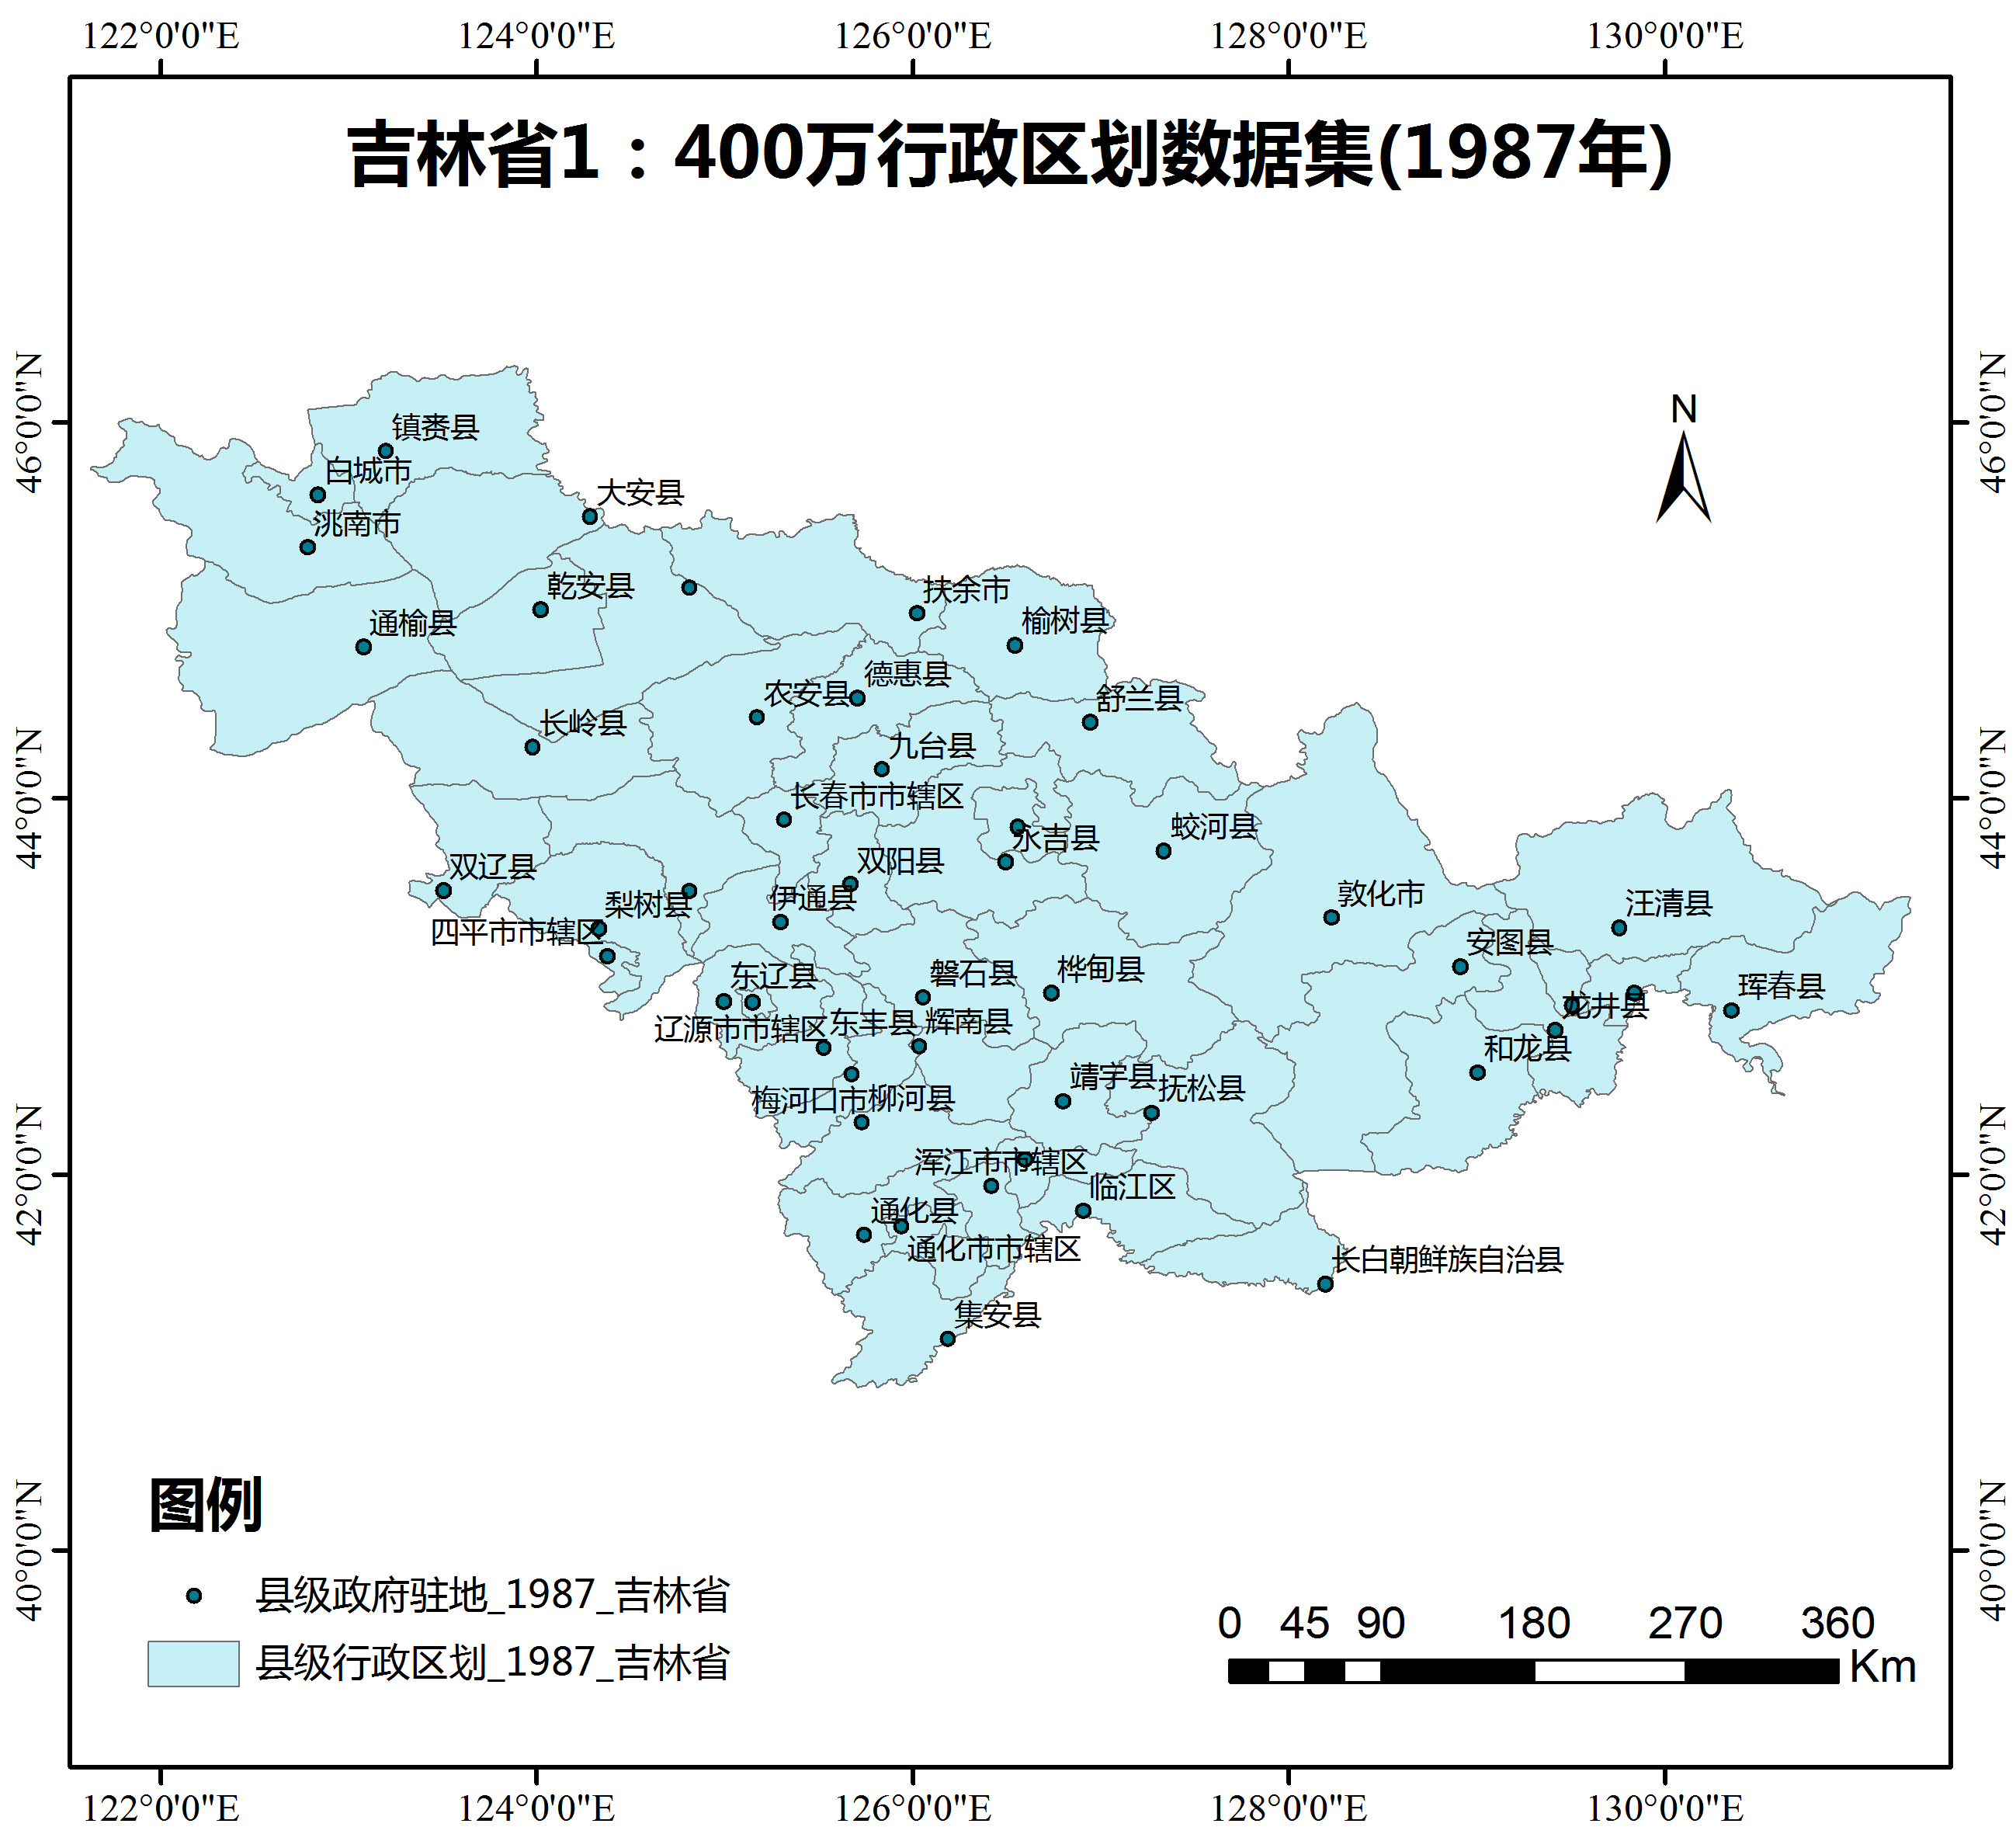 122°0'0"E 124°0'0"E 126°0'0"E 128°0'0"E 130°0'0"E
吉林省1：400万行政区划数据集(1987年)
46°0'0"N
46°0'0"N
N
镇赉县
白城市
大安县
洮南市
乾安县
扶余市
通榆县
榆树县
德惠县
农安县
舒兰县
长岭县
九台县
44°0'0"N
44°0'0"N
长春市市辖区
蛟河县
永吉县
双辽县
双阳县
伊通县
敦化市
梨树县
汪清县
四平市市辖区
安图县
东辽县
磐石县
桦甸县
珲春县
龙井县
辽源市市辖区
东丰县
辉南县
和龙县
靖宇县
抚松县
梅河口市
柳河县
42°0'0"N
42°0'0"N
浑江市市辖区
临江区
通化县
通化市市辖区
长白朝鲜族自治县
集安县
图例
40°0'0"N
40°0'0"N
县级政府驻地_1987_吉林省
县级行政区划_1987_吉林省
0 45 90 180 270 360
Km
122°0'0"E 124°0'0"E 126°0'0"E 128°0'0"E 130°0'0"E